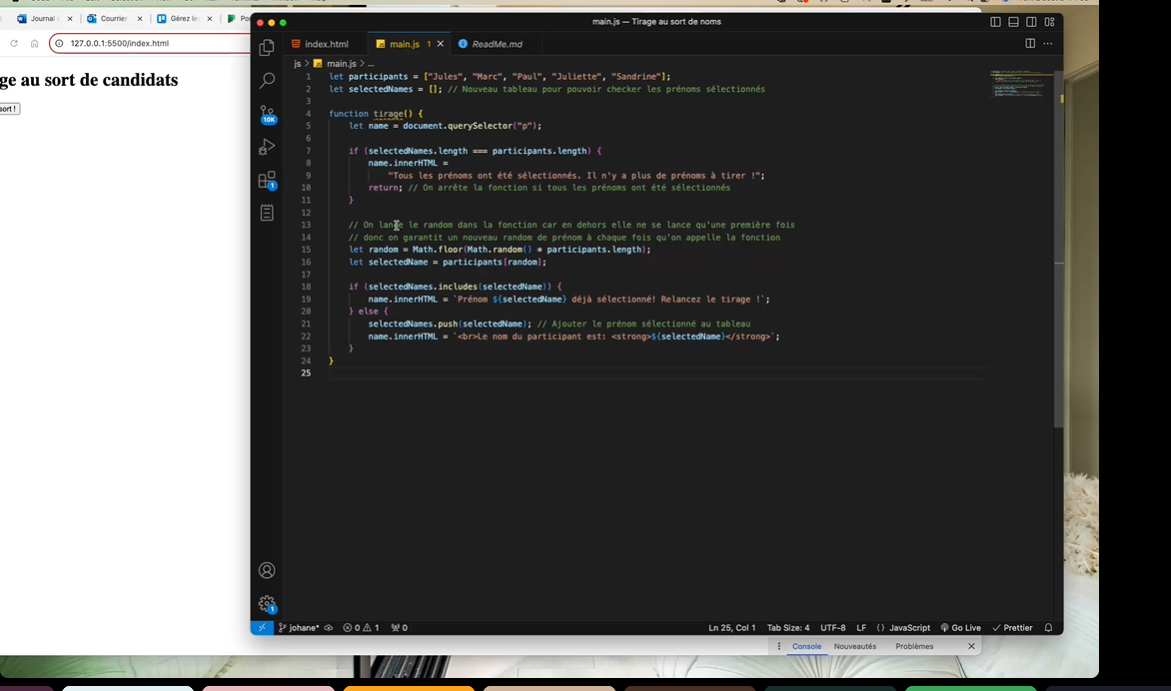 main.js — Tirage au sort de noms
Journal
Courrier
Gérez le
127.0.0.1:5500/index.html
ge au sort de candidats
sort !
index.html
main.js 1
ReadMe.md
js > main.js > ...
1 let participants = ["Jules", "Marc", "Paul", "Juliette", "Sandrine"];
2 let selectedNames = []; // Nouveau tableau pour pouvoir checker les prénoms sélectionnés
3
4 function tirage() {
5 let name = document.querySelector("p");
6
7 if (selectedNames.length === participants.length) {
8 name.innerHTML =
9 "Tous les prénoms ont été sélectionnés. Il n'y a plus de prénoms à tirer !";
10 return; // On arrête la fonction si tous les prénoms ont été sélectionnés
11 }
12
13 // On lance le random dans la fonction car en dehors elle ne se lance qu'une première fois
14 // donc on garantit un nouveau random de prénom à chaque fois qu'on appelle la fonction
15 let random = Math.floor(Math.random() * participants.length);
16 let selectedName = participants[random];
17
18 if (selectedNames.includes(selectedName)) {
19 name.innerHTML = `Prénom ${selectedName} déjà sélectionné! Relancez le tirage !`;
20 } else {
21 selectedNames.push(selectedName); // Ajouter le prénom sélectionné au tableau
22 name.innerHTML = `<br>Le nom du participant est: <strong>${selectedName}</strong>`;
23 }
24 }
25
10K
1
1
johane* 0 1 0
Ln 25, Col 1 Tab Size: 4 UTF-8 LF {} JavaScript Go Live Prettier
Console Nouveautés Problèmes